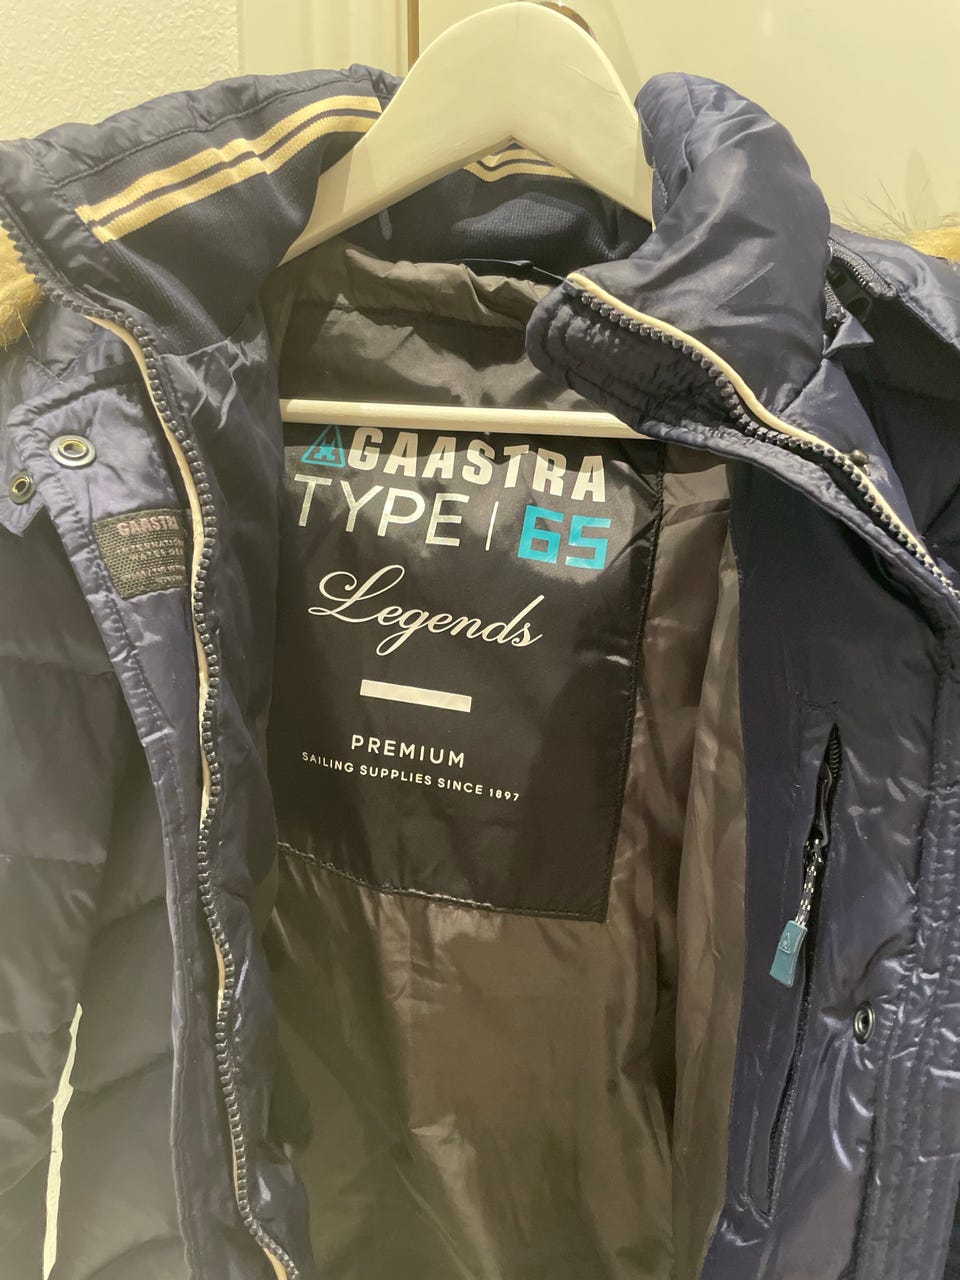 GAASTRA
TYPE | 65
Legends
PREMIUM
SAILING SUPPLIES SINCE 1897
GAASTRA